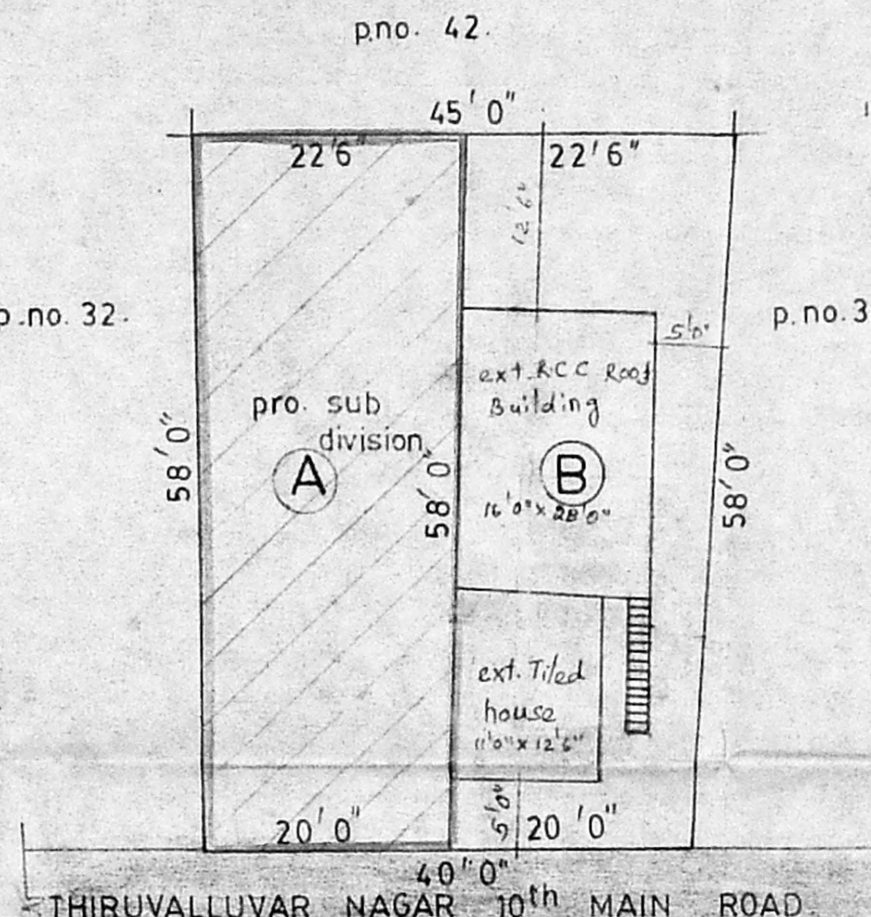 p.no. 42.
45' 0"
22'6"
22'6"
12'6"
p.no. 32.
p.no. 3
5'0"
ext. RCC Roof
Building
pro. sub
division
A
B
58'0"
58'0"
58'0"
16'0" x 28'0"
ext. Tiled
house
11'0" x 12'6"
5'0"
20'0"
20'0"
40'0"
THIRUVALLUVAR NAGAR 10th MAIN ROAD